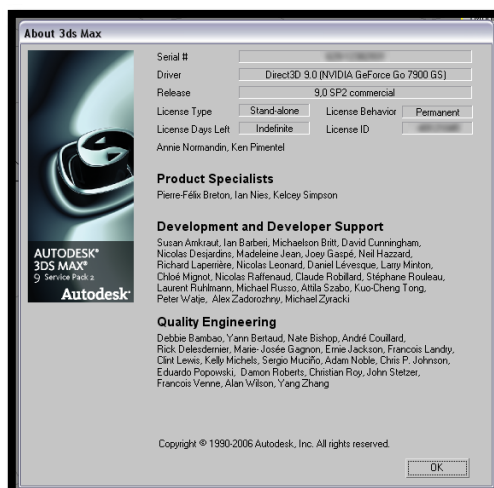 About 3ds Max
Serial #
Driver Direct3D 9.0 (NVIDIA GeForce Go 7900 GS)
Release 9,0 SP2 commercial
License Type Stand-alone License Behavior Permanent
License Days Left Indefinite License ID
Annie Normandin, Ken Pimentel
Product Specialists
Pierre-Félix Breton, Ian Nies, Kelcey Simpson
Development and Developer Support
Susan Amkraut, Ian Barberi, Michaelson Britt, David Cunningham,
Nicolas Desjardins, Madeleine Jean, Joey Gaspé, Neil Hazzard,
Richard Laperrière, Nicolas Leonard, Daniel Lévesque, Larry Minton,
Chloé Mignot, Nicolas Raffenaud, Claude Robillard, Stéphane Rouleau,
Laurent Ruhlmann, Michael Russo, Attila Szabo, Kuo-Cheng Tong,
Peter Watje, Alex Zadorozhny, Michael Zyracki
Quality Engineering
Debbie Bambao, Yann Bertaud, Nate Bishop, André Couillard,
Rick Delesdernier, Marie-Josée Gagnon, Ernie Jackson, Francois Landry,
Clint Lewis, Kelly Michels, Sergio Muciño, Adam Noble, Chris P. Johnson,
Eduardo Popowski, Damon Roberts, Christian Roy, John Stetzer,
Francois Venne, Alan Wilson, Yang Zhang
AUTODESK®
3DS MAX®
9 Service Pack 2
Autodesk®
Copyright © 1990-2006 Autodesk, Inc. All rights reserved.
OK